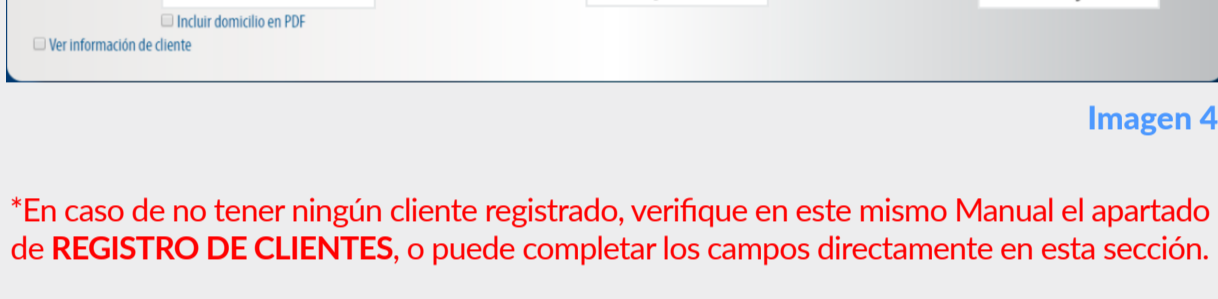 Incluir domicilio en PDF
Ver información de cliente
Imagen 4
*En caso de no tener ningún cliente registrado, verifique en este mismo Manual el apartado
de REGISTRO DE CLIENTES, o puede completar los campos directamente en esta sección.